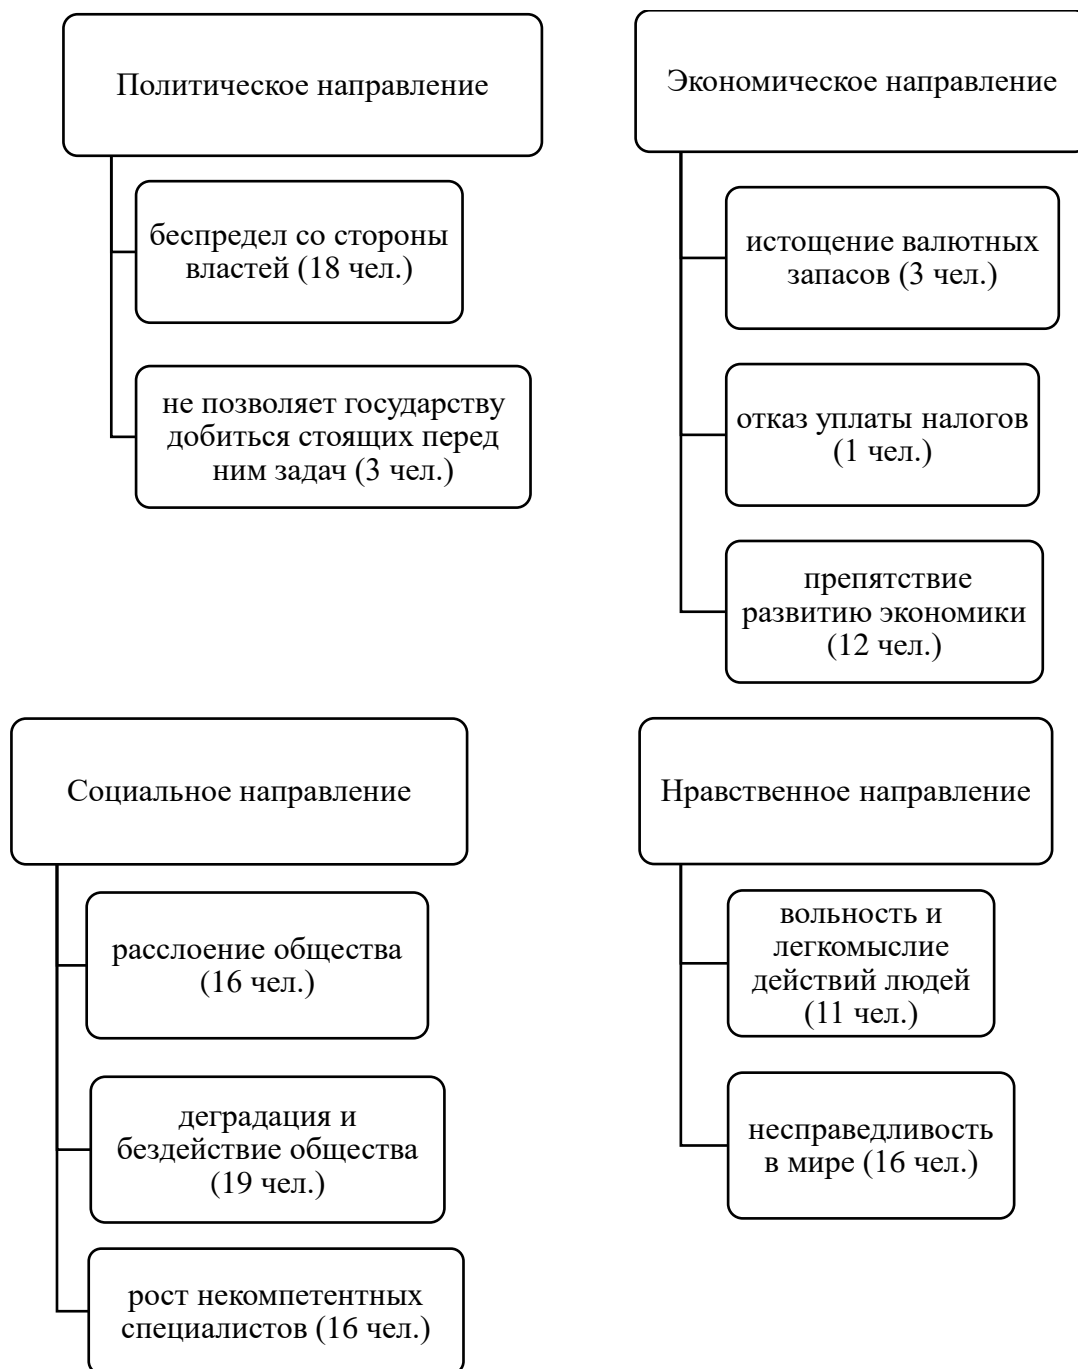 Политическое направление
беспредел со стороны
властей (18 чел.)
не позволяет государству
добиться стоящих перед
ним задач (3 чел.)
Экономическое направление
истощение валютных
запасов (3 чел.)
отказ уплаты налогов
(1 чел.)
препятствие
развитию экономики
(12 чел.)
Социальное направление
расслоение общества
(16 чел.)
деградация и
бездействие общества
(19 чел.)
рост некомпетентных
специалистов (16 чел.)
Нравственное направление
вольность и
легкомыслие
действий людей
(11 чел.)
несправедливость
в мире (16 чел.)